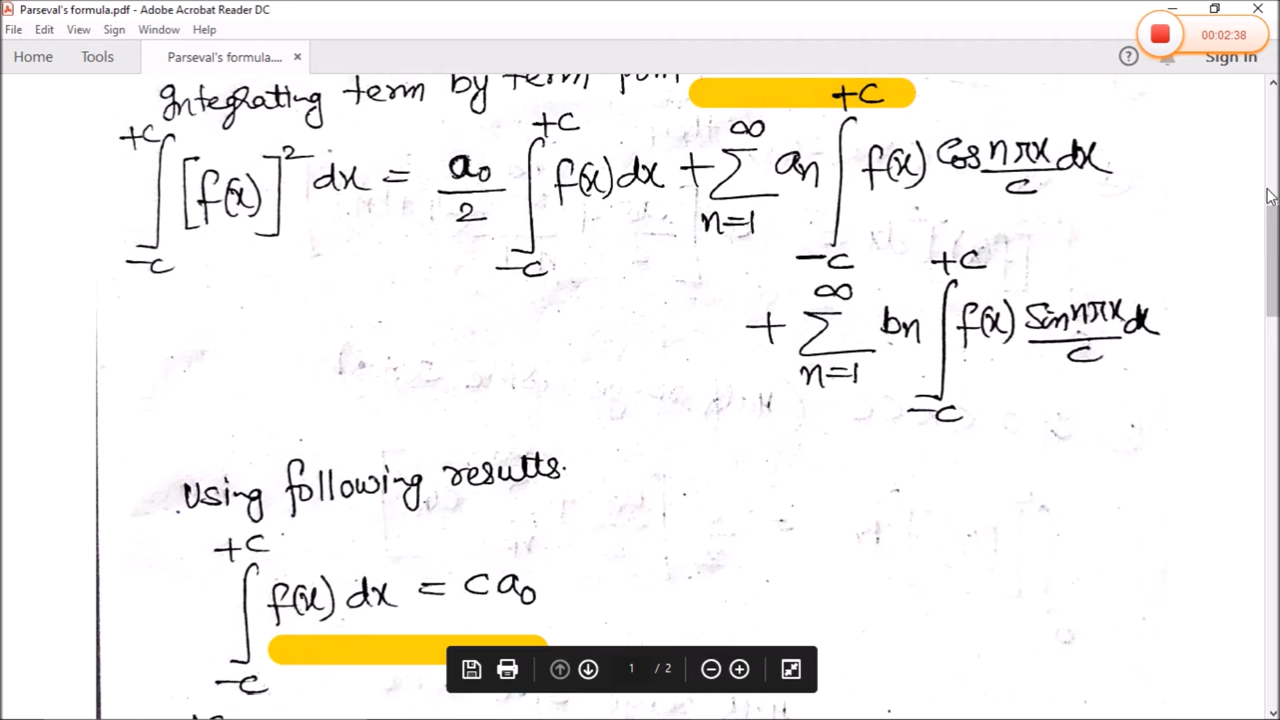 Parseval's formula.pdf - Adobe Acrobat Reader DC
File Edit View Sign Window Help
00:02:38
Home Tools Parseval's formula.... × Sign In
Integrating term by term
∫_{-c}^{+c} [f(x)]² dx = a₀/2 ∫_{-c}^{+c} f(x) dx + ∑_{n=1}^{∞} aₙ ∫_{-c}^{+c} f(x) cos nπx/c dx
+ ∑_{n=1}^{∞} bₙ ∫_{-c}^{+c} f(x) sin nπx/c dx
Using following results.
∫_{-c}^{+c} f(x) dx = c a₀
1 / 2